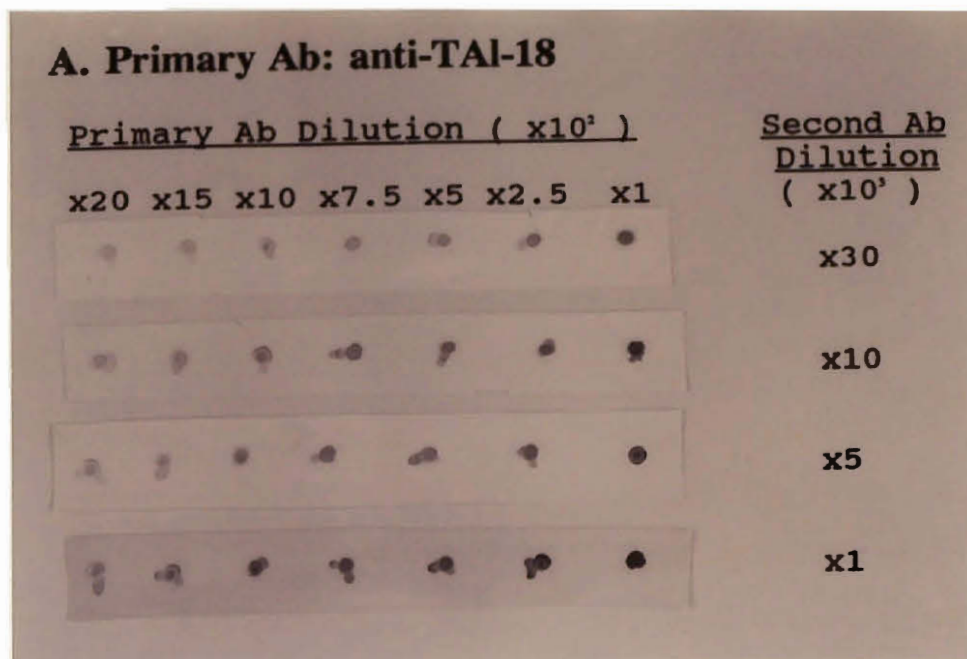 A. Primary Ab: anti-TAl-18
Primary Ab Dilution ( x10² )
Second Ab
Dilution
( x10³ )
x20 x15 x10 x7.5 x5 x2.5 x1
x30
x10
x5
x1